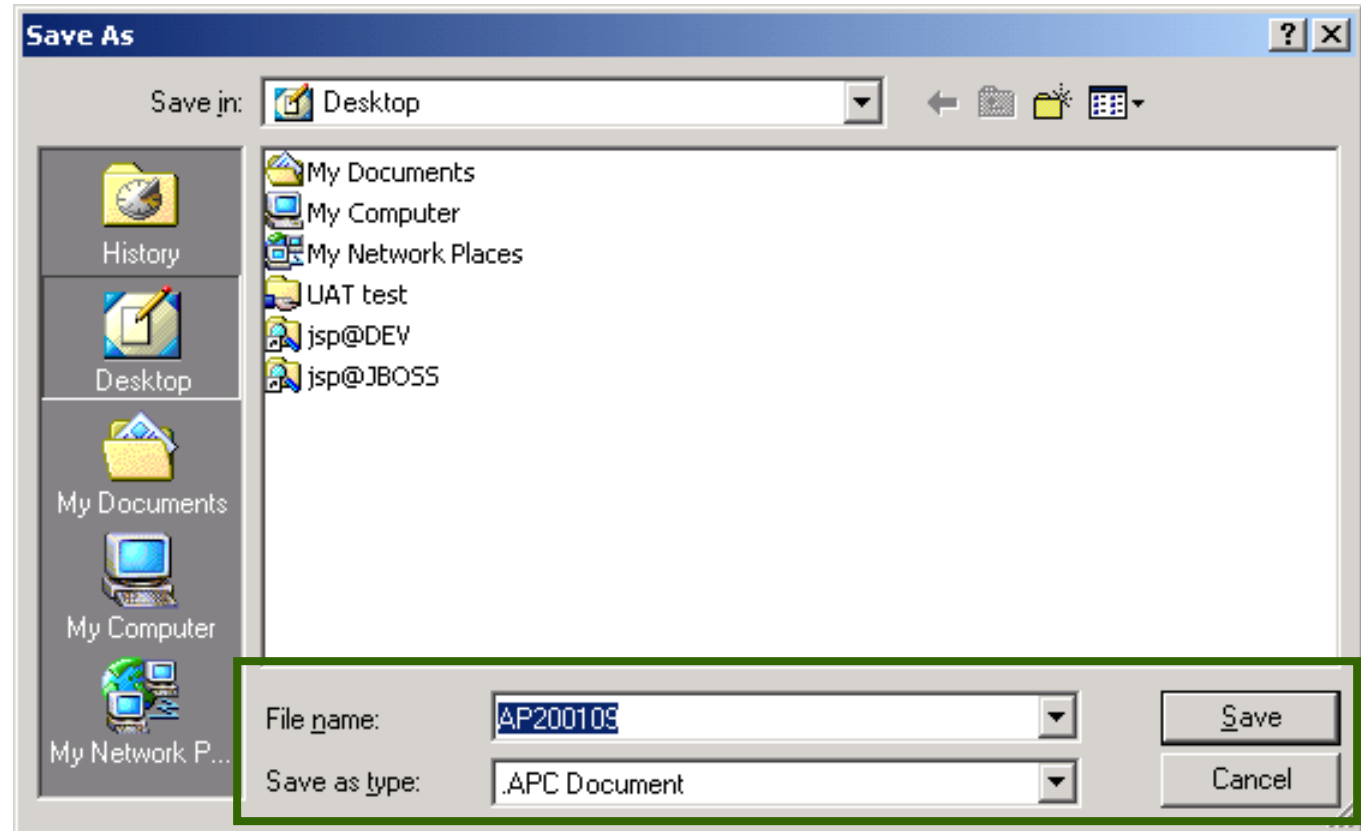 Save As
Save in: Desktop
My Documents
My Computer
My Network Places
UAT test
jsp@DEV
jsp@JBOSS
History
Desktop
My Documents
My Computer
My Network P...
File name: AP200109 Save
Save as type: .APC Document Cancel